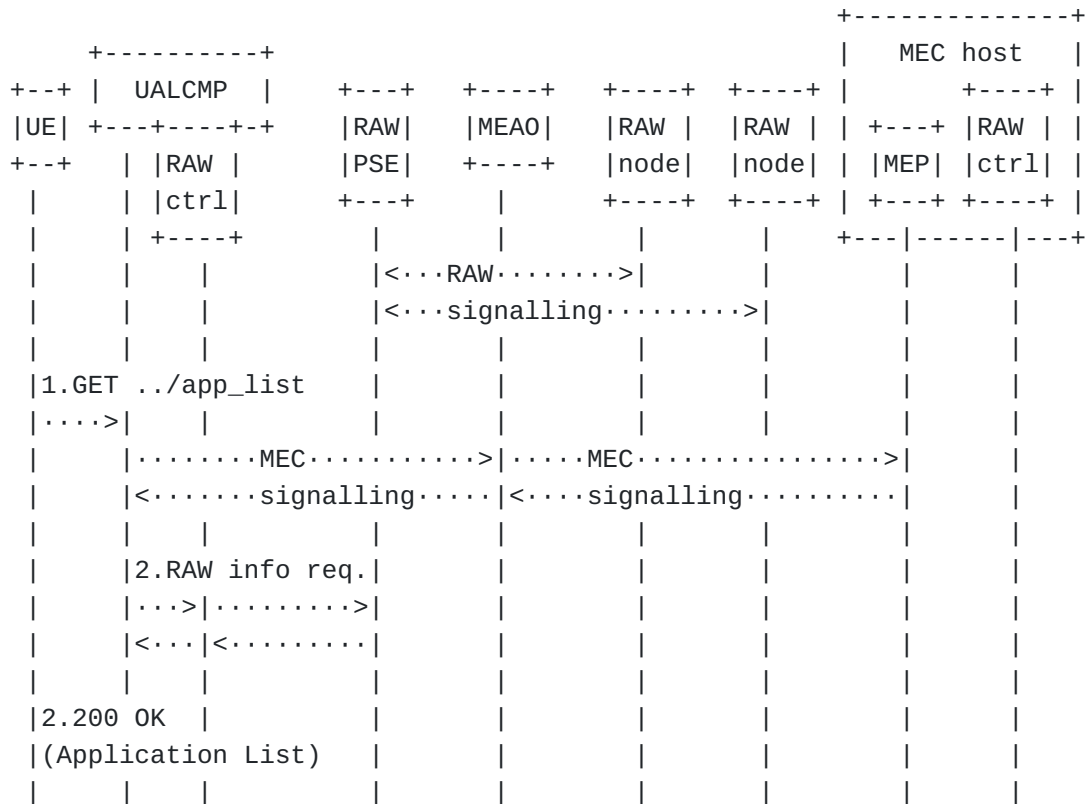 MEC host
UALCMP
UE RAW MEAO RAW RAW RAW
RAW PSE node node MEP ctrl
ctrl
<···RAW········>
<···signalling·········>
1.GET ../app_list
····>
········MEC···········> ·····MEC················>
<·······signalling····· <····signalling··········
2.RAW info req.
···> ·········>
<··· <·········
2.200 OK
(Application List)